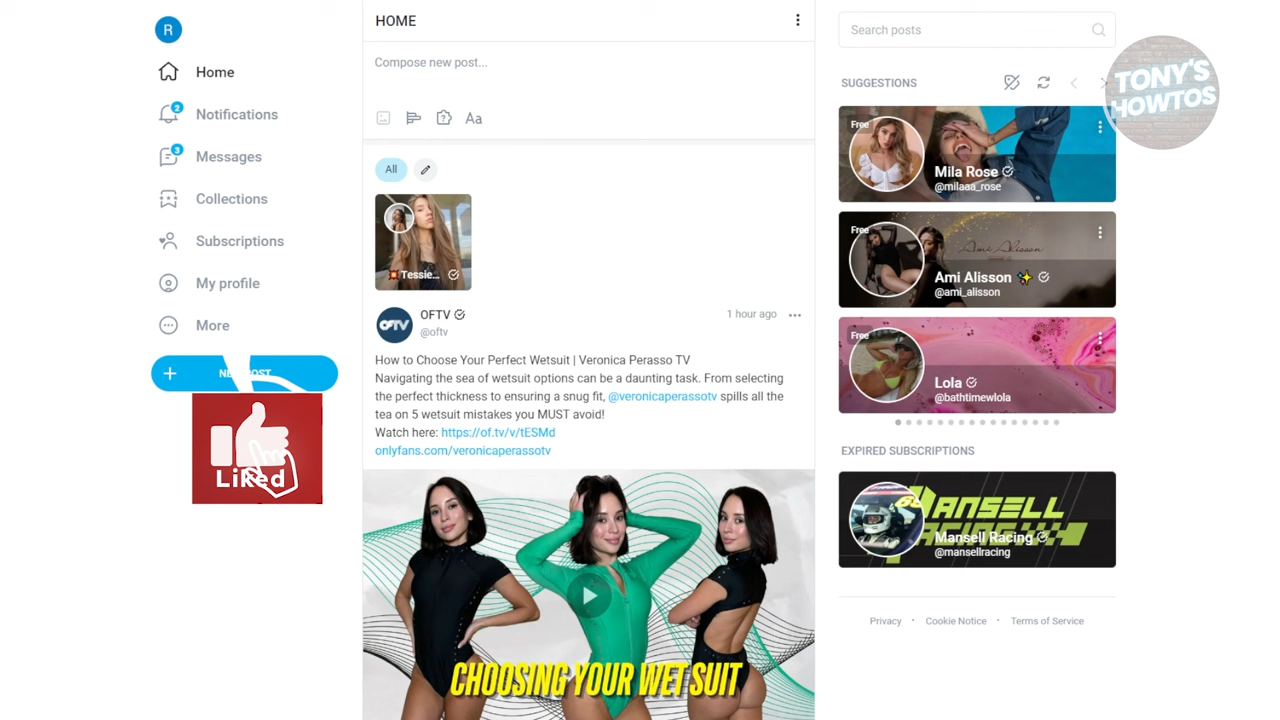 R
Home
2
Notifications
3
Messages
Collections
Subscriptions
My profile
More
Liked
HOME
Compose new post...
Aa
All
Tessie...
OFTV
@oftv
1 hour ago
OFTV
How to Choose Your Perfect Wetsuit | Veronica Perasso TV
Navigating the sea of wetsuit options can be a daunting task. From selecting
the perfect thickness to ensuring a snug fit, @veronicaperassotv spills all the
tea on 5 wetsuit mistakes you MUST avoid!
Watch here: https://of.tv/v/tESMd
onlyfans.com/veronicaperassotv
CHOOSING YOUR WET SUIT
Search posts
TONY'S
HOWTOS
SUGGESTIONS
Free
Mila Rose
@milaaa_rose
Free
Ami Alisson
Ami Alisson
@ami_alisson
Free
Lola
@bathtimewlola
EXPIRED SUBSCRIPTIONS
MANSELL
RACING
Mansell Racing
@mansellracing
Privacy · Cookie Notice · Terms of Service